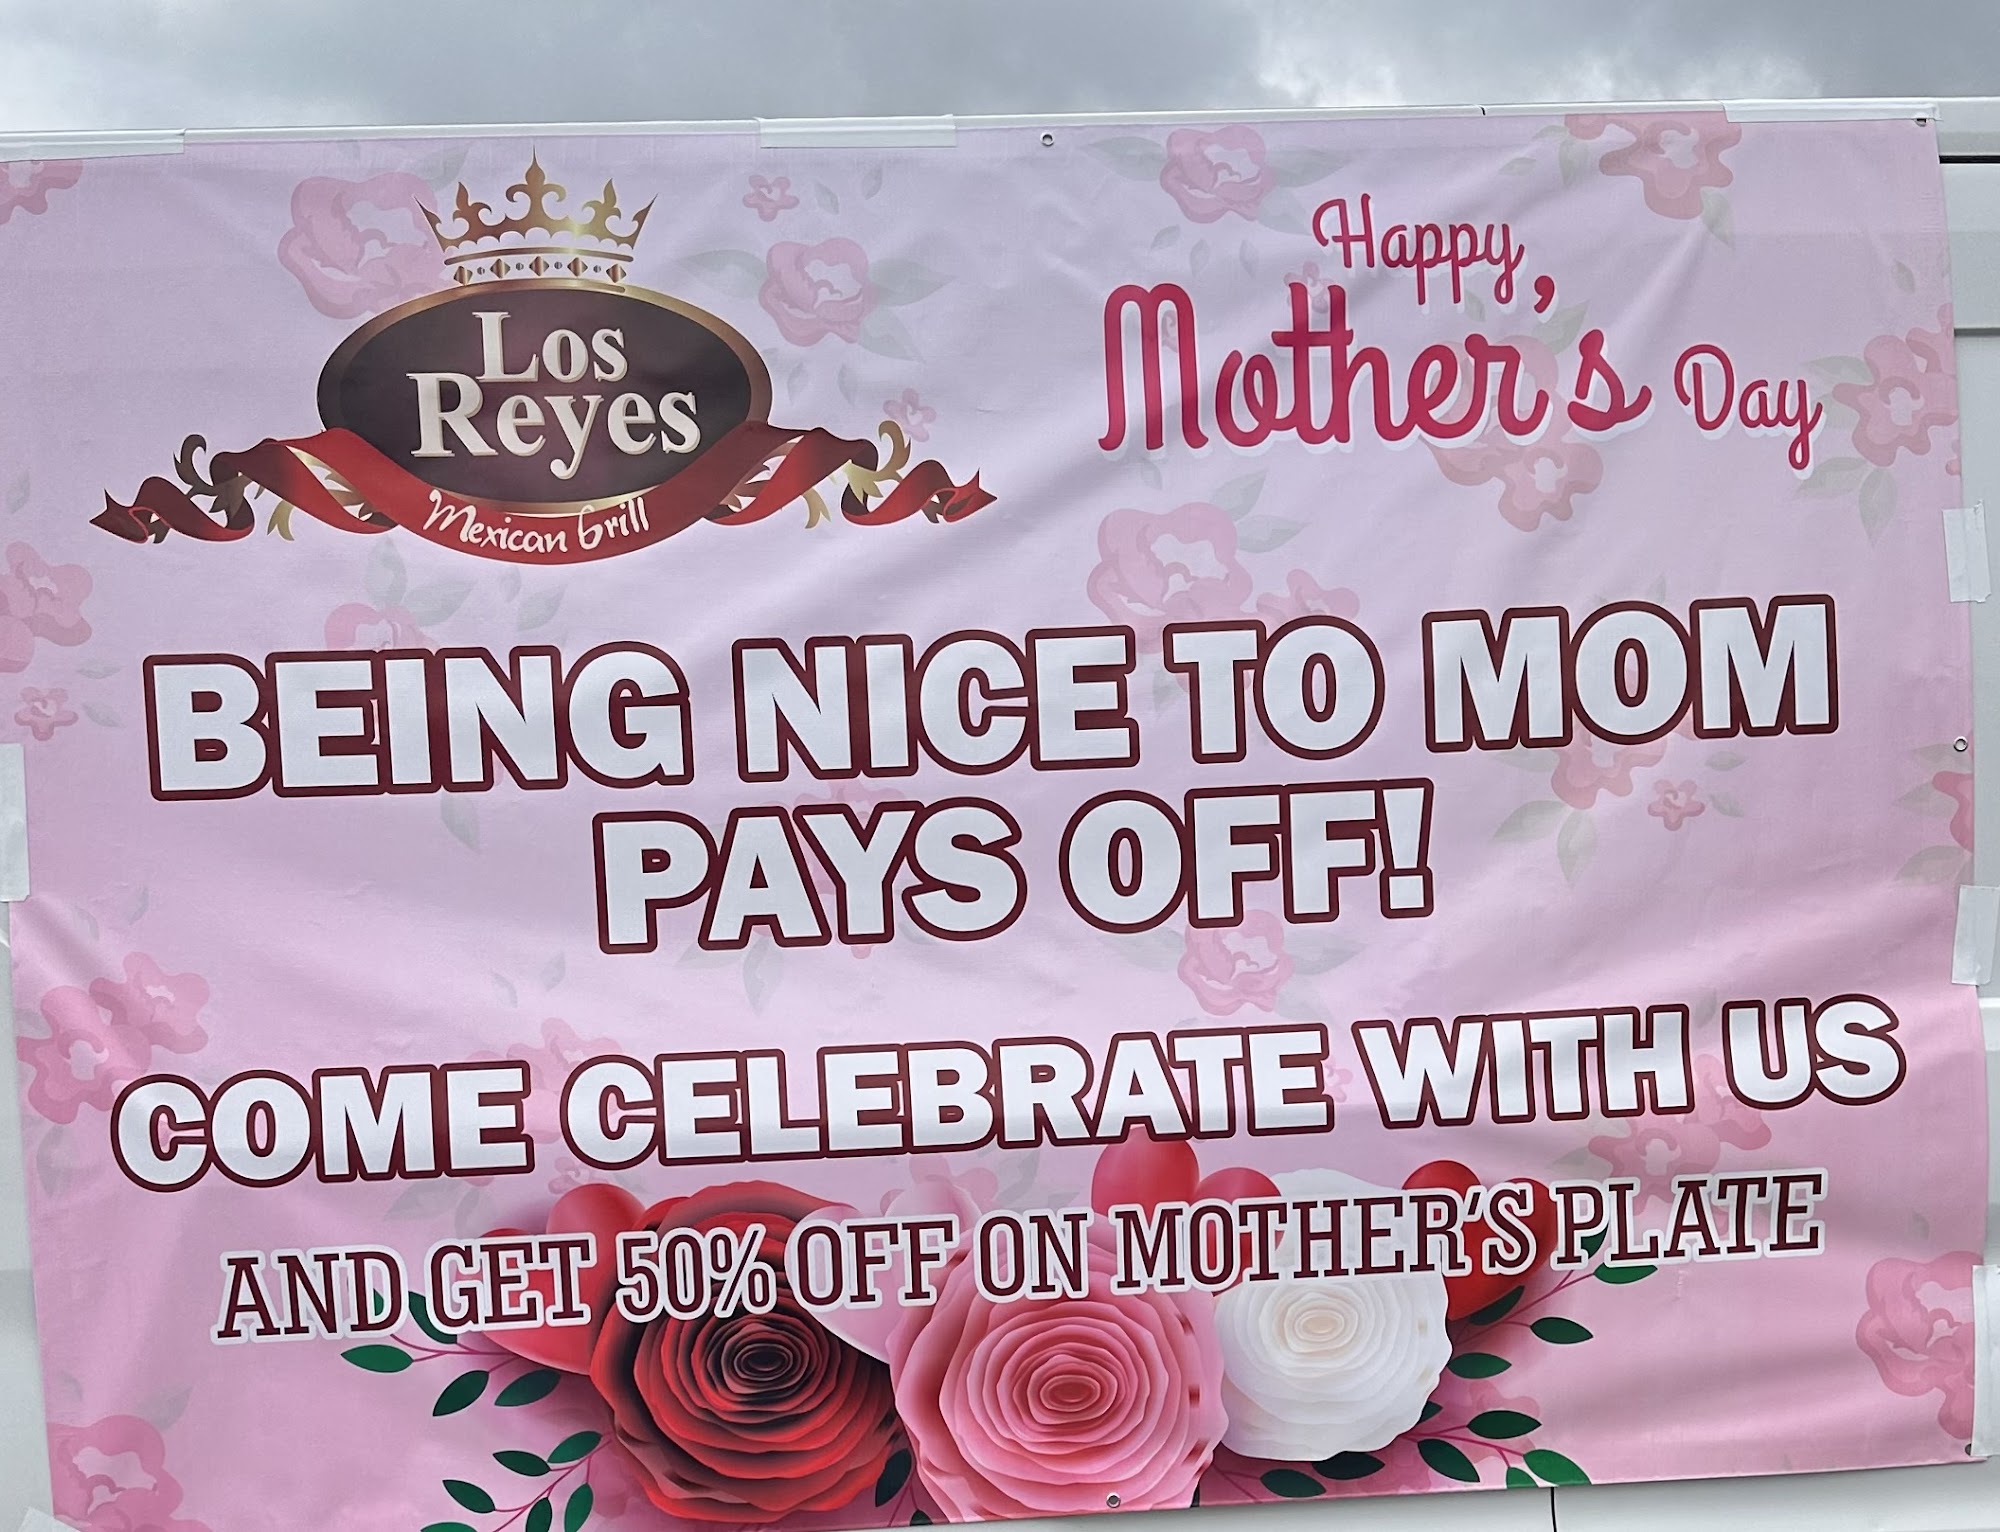 Los
Reyes
Mexican Grill
Happy,
Mother's Day
BEING NICE TO MOM
PAYS OFF!
COME CELEBRATE WITH US
AND GET 50% OFF ON MOTHER'S PLATE